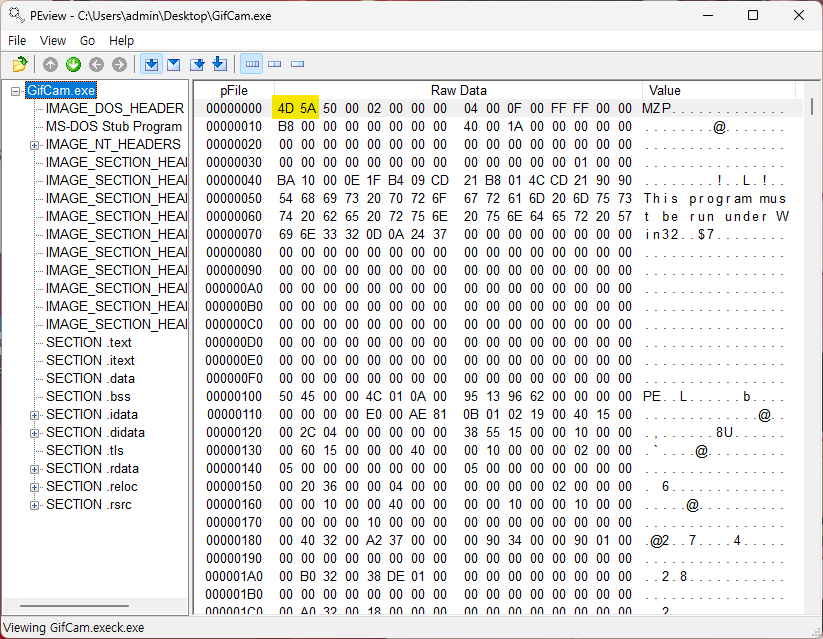 PEview - C:\Users\admin\Desktop\GifCam.exe
File View Go Help
GifCam.exe
IMAGE_DOS_HEADER
MS-DOS Stub Program
IMAGE_NT_HEADERS
IMAGE_SECTION_HEAI
IMAGE_SECTION_HEAI
IMAGE_SECTION_HEAI
IMAGE_SECTION_HEAI
IMAGE_SECTION_HEAI
IMAGE_SECTION_HEAI
IMAGE_SECTION_HEAI
IMAGE_SECTION_HEAI
IMAGE_SECTION_HEAI
IMAGE_SECTION_HEAI
SECTION .text
SECTION .itext
SECTION .data
SECTION .bss
SECTION .idata
SECTION .didata
SECTION .tls
SECTION .rdata
SECTION .reloc
SECTION .rsrc
pFile Raw Data Value
00000000 4D 5A 50 00 02 00 00 00 04 00 0F 00 FF FF 00 00 MZP.............
00000010 B8 00 00 00 00 00 00 00 40 00 1A 00 00 00 00 00 ........@.......
00000020 00 00 00 00 00 00 00 00 00 00 00 00 00 00 00 00 ................
00000030 00 00 00 00 00 00 00 00 00 00 00 00 00 01 00 00 ................
00000040 BA 10 00 0E 1F B4 09 CD 21 B8 01 4C CD 21 90 90 ........!..L.!..
00000050 54 68 69 73 20 70 72 6F 67 72 61 6D 20 6D 75 73 This program mus
00000060 74 20 62 65 20 72 75 6E 20 75 6E 64 65 72 20 57 t be run under W
00000070 69 6E 33 32 0D 0A 24 37 00 00 00 00 00 00 00 00 in32..$7........
00000080 00 00 00 00 00 00 00 00 00 00 00 00 00 00 00 00 ................
00000090 00 00 00 00 00 00 00 00 00 00 00 00 00 00 00 00 ................
000000A0 00 00 00 00 00 00 00 00 00 00 00 00 00 00 00 00 ................
000000B0 00 00 00 00 00 00 00 00 00 00 00 00 00 00 00 00 ................
000000C0 00 00 00 00 00 00 00 00 00 00 00 00 00 00 00 00 ................
000000D0 00 00 00 00 00 00 00 00 00 00 00 00 00 00 00 00 ................
000000E0 00 00 00 00 00 00 00 00 00 00 00 00 00 00 00 00 ................
000000F0 00 00 00 00 00 00 00 00 00 00 00 00 00 00 00 00 ................
00000100 50 45 00 00 4C 01 0A 00 95 13 96 62 00 00 00 00 PE..L......b....
00000110 00 00 00 00 E0 00 AE 81 0B 01 02 19 00 40 15 00 .............@..
00000120 00 2C 04 00 00 00 00 00 38 55 15 00 00 10 00 00 .,......8U......
00000130 00 60 15 00 00 00 40 00 00 10 00 00 00 02 00 00 .`....@.........
00000140 05 00 00 00 00 00 00 00 05 00 00 00 00 00 00 00 ................
00000150 00 20 36 00 00 04 00 00 00 00 00 00 02 00 00 00 . 6.............
00000160 00 00 10 00 00 40 00 00 00 00 10 00 00 10 00 00 .....@..........
00000170 00 00 00 00 10 00 00 00 00 00 00 00 00 00 00 00 ................
00000180 00 40 32 00 A2 37 00 00 00 90 34 00 00 90 01 00 .@2..7....4.....
00000190 00 00 00 00 00 00 00 00 00 00 00 00 00 00 00 00 ................
000001A0 00 B0 32 00 38 DE 01 00 00 00 00 00 00 00 00 00 ..2.8...........
000001B0 00 00 00 00 00 00 00 00 00 00 00 00 00 00 00 00 ................
000001C0 00 A0 32 00 18 00 00 00 00 00 00 00 00 00 00 00 ..2.............
Viewing GifCam.execk.exe